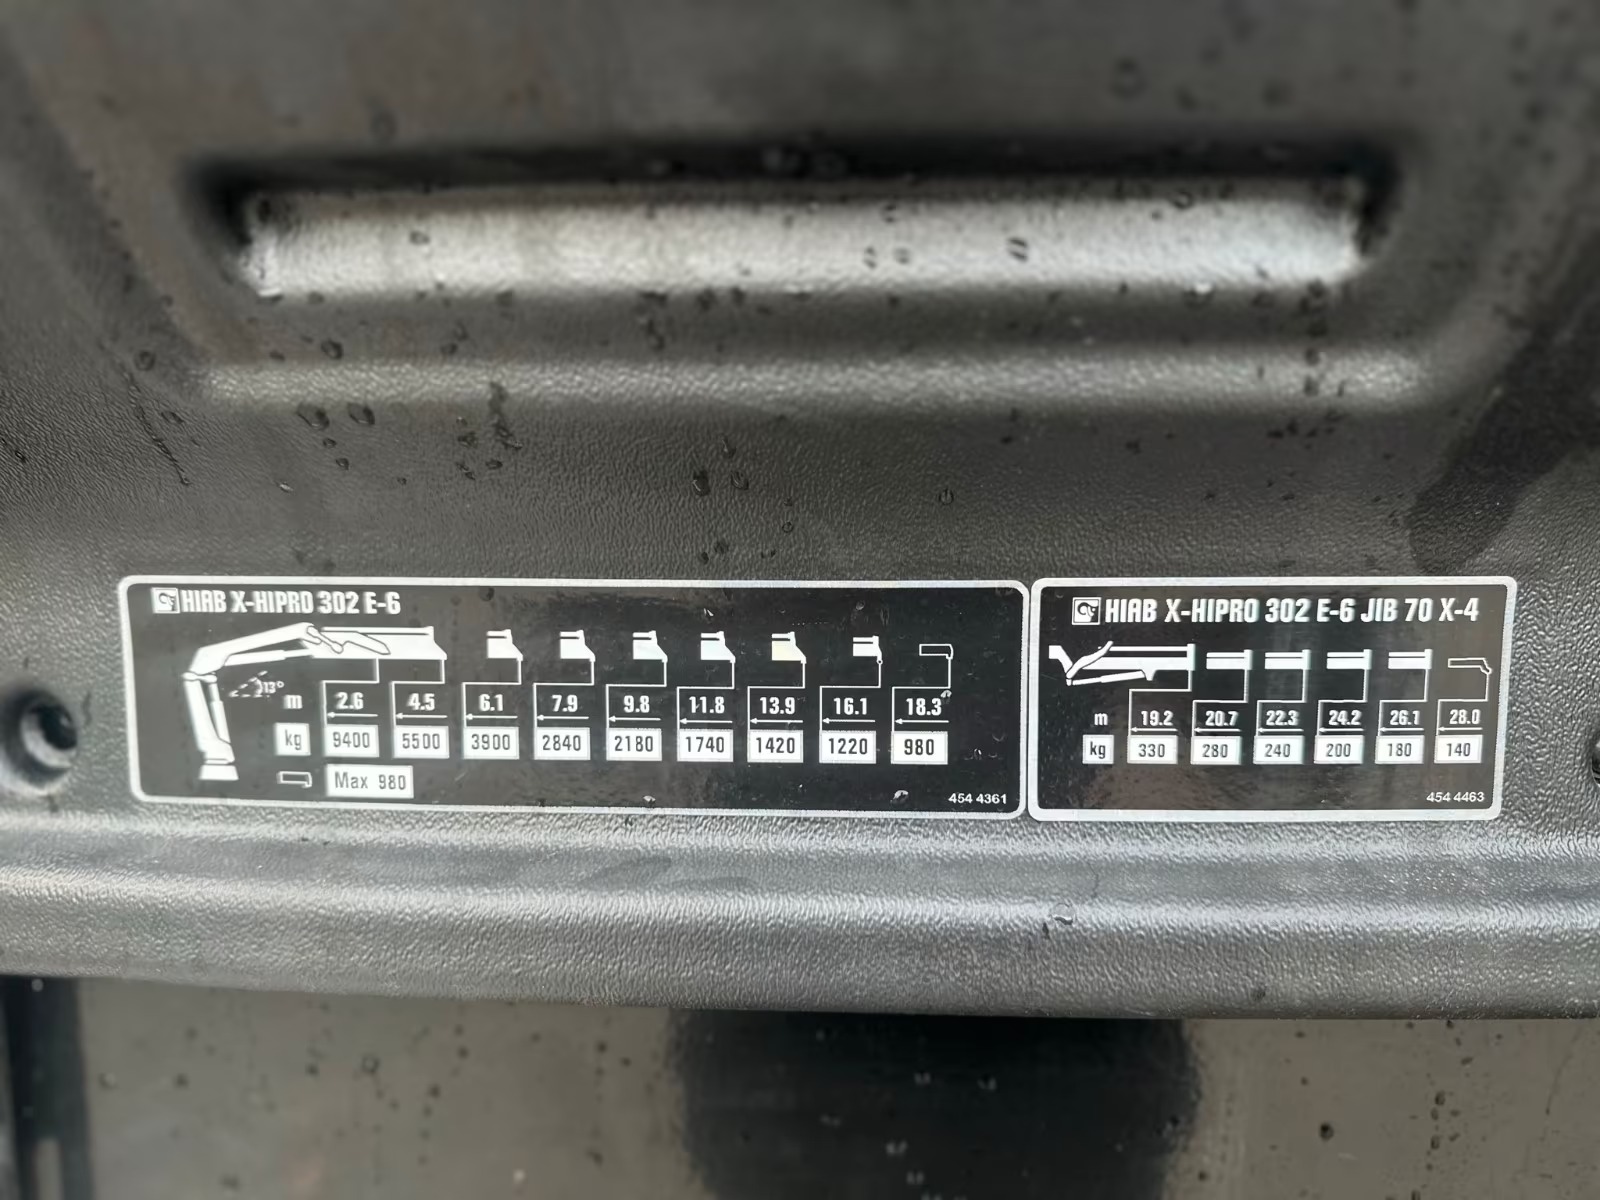 HIAB X-HIPRO 302 E-6
13°
m 2.6 4.5 6.1 7.9 9.8 11.8 13.9 16.1 18.3
kg 9400 5500 3900 2840 2180 1740 1420 1220 980
Max 980
454 4361
HIAB X-HIPRO 302 E-6 JIB 70 X-4
m 19.2 20.7 22.3 24.2 26.1 28.0
kg 330 280 240 200 180 140
454 4463